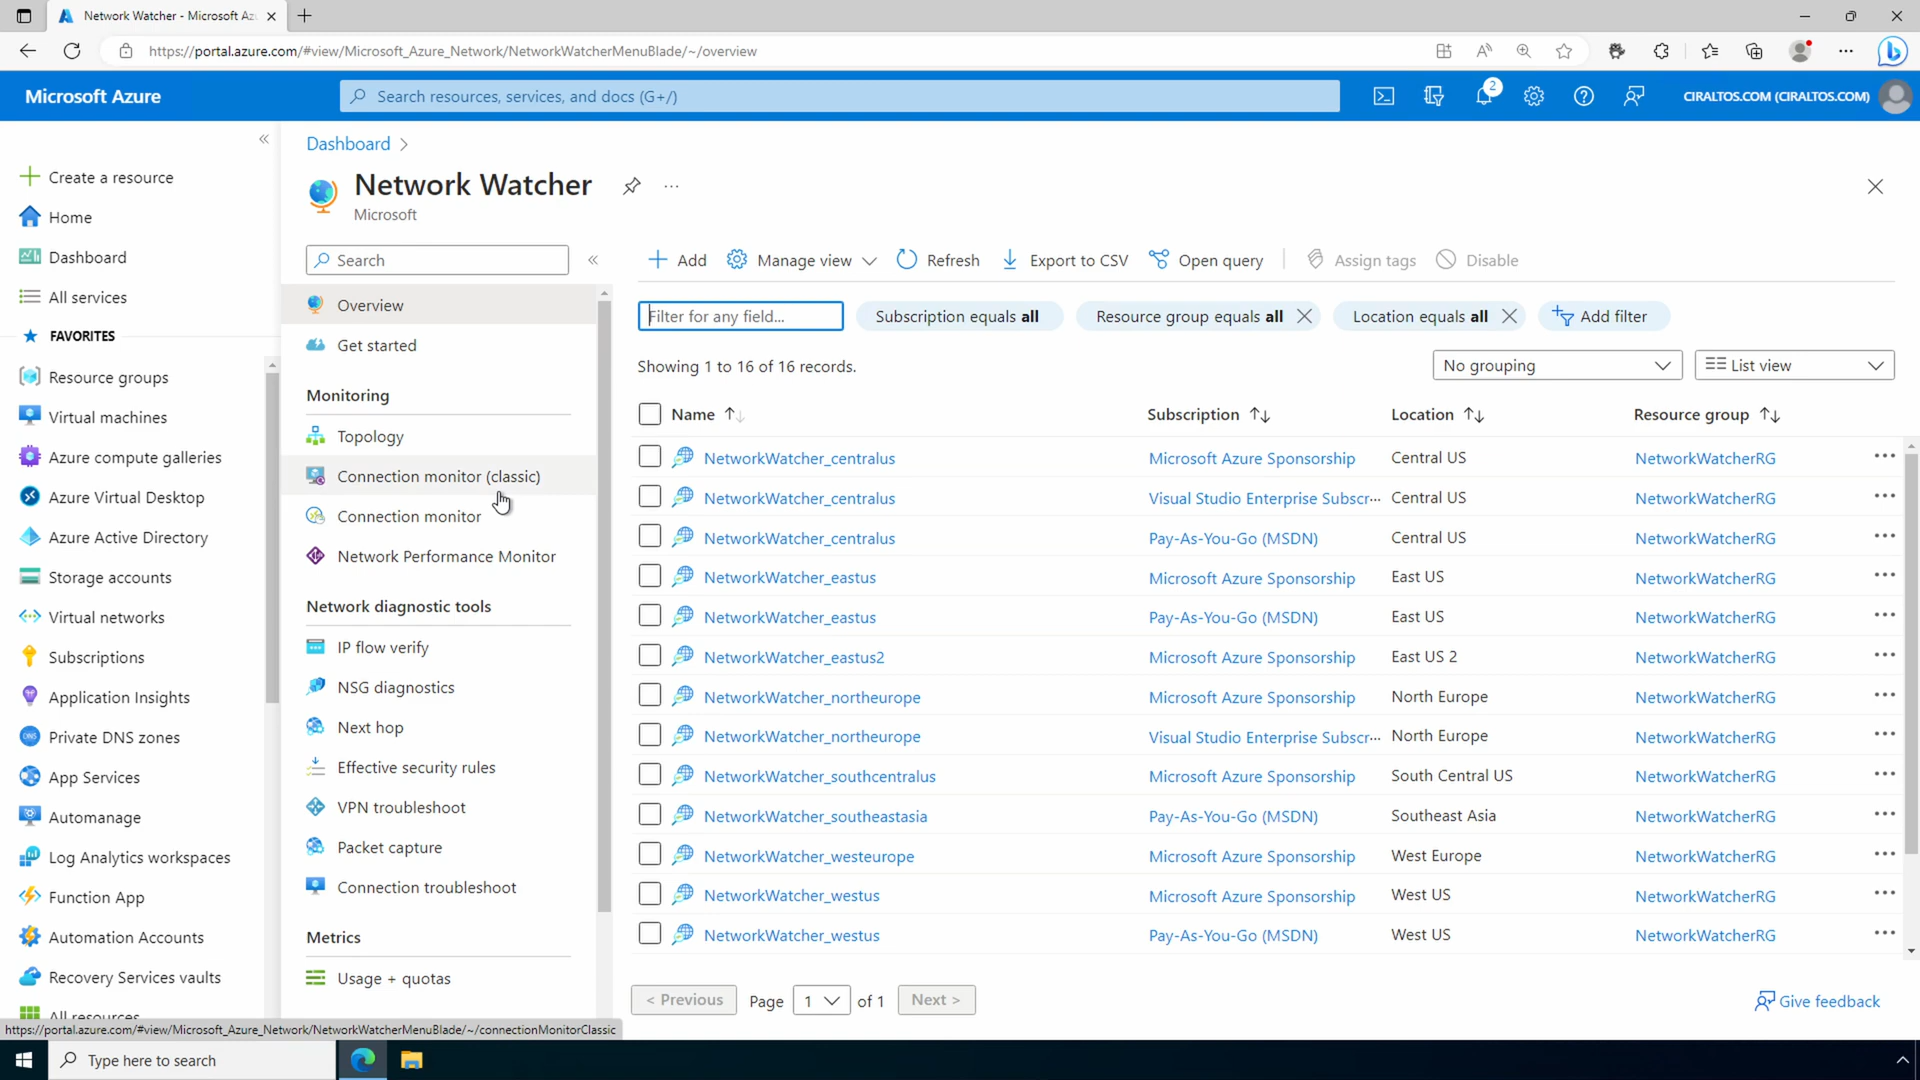 Network Watcher - Microsoft Az
https://portal.azure.com/#view/Microsoft_Azure_Network/NetworkWatcherMenuBlade/~/overview
Microsoft Azure
Search resources, services, and docs (G+/)
2
CIRALTOS.COM (CIRALTOS.COM)
Create a resource
Home
Dashboard
All services
FAVORITES
Resource groups
Virtual machines
Azure compute galleries
Azure Virtual Desktop
Azure Active Directory
Storage accounts
Virtual networks
Subscriptions
Application Insights
Private DNS zones
App Services
Automanage
Log Analytics workspaces
Function App
Automation Accounts
Recovery Services vaults
All resources
Dashboard
Network Watcher
Microsoft
Search
Overview
Get started
Monitoring
Topology
Connection monitor (classic)
Connection monitor
Network Performance Monitor
Network diagnostic tools
IP flow verify
NSG diagnostics
Next hop
Effective security rules
VPN troubleshoot
Packet capture
Connection troubleshoot
Metrics
Usage + quotas
Add Manage view Refresh Export to CSV Open query Assign tags Disable
Filter for any field... Subscription equals all Resource group equals all Location equals all Add filter
Showing 1 to 16 of 16 records. No grouping List view
Name Subscription Location Resource group
NetworkWatcher_centralus Microsoft Azure Sponsorship Central US NetworkWatcherRG
NetworkWatcher_centralus Visual Studio Enterprise Subscr··· Central US NetworkWatcherRG
NetworkWatcher_centralus Pay-As-You-Go (MSDN) Central US NetworkWatcherRG
NetworkWatcher_eastus Microsoft Azure Sponsorship East US NetworkWatcherRG
NetworkWatcher_eastus Pay-As-You-Go (MSDN) East US NetworkWatcherRG
NetworkWatcher_eastus2 Microsoft Azure Sponsorship East US 2 NetworkWatcherRG
NetworkWatcher_northeurope Microsoft Azure Sponsorship North Europe NetworkWatcherRG
NetworkWatcher_northeurope Visual Studio Enterprise Subscr··· North Europe NetworkWatcherRG
NetworkWatcher_southcentralus Microsoft Azure Sponsorship South Central US NetworkWatcherRG
NetworkWatcher_southeastasia Pay-As-You-Go (MSDN) Southeast Asia NetworkWatcherRG
NetworkWatcher_westeurope Microsoft Azure Sponsorship West Europe NetworkWatcherRG
NetworkWatcher_westus Microsoft Azure Sponsorship West US NetworkWatcherRG
NetworkWatcher_westus Pay-As-You-Go (MSDN) West US NetworkWatcherRG
< Previous Page 1 of 1 Next >
Give feedback
https://portal.azure.com/#view/Microsoft_Azure_Network/NetworkWatcherMenuBlade/~/connectionMonitorClassic
Type here to search